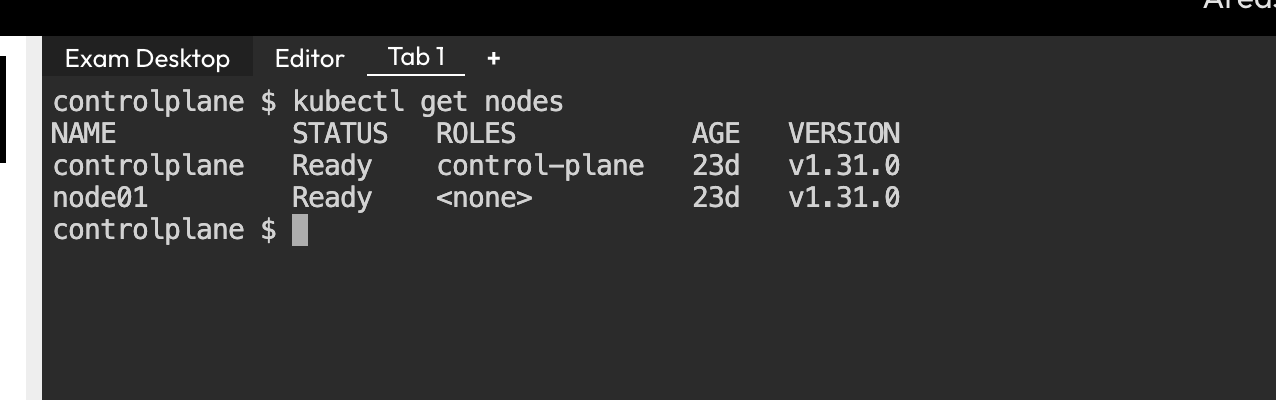 Exam Desktop Editor Tab 1 +
controlplane $ kubectl get nodes
NAME STATUS ROLES AGE VERSION
controlplane Ready control-plane 23d v1.31.0
node01 Ready <none> 23d v1.31.0
controlplane $